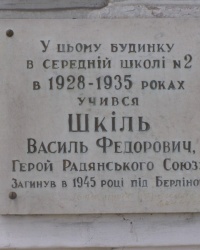 У цьому будинку
в середній школі №2
в 1928-1935 роках
учився
Шкіль
Василь Федорович,
Герой Радянського Союзу
Загинув в 1945 році під Берліном